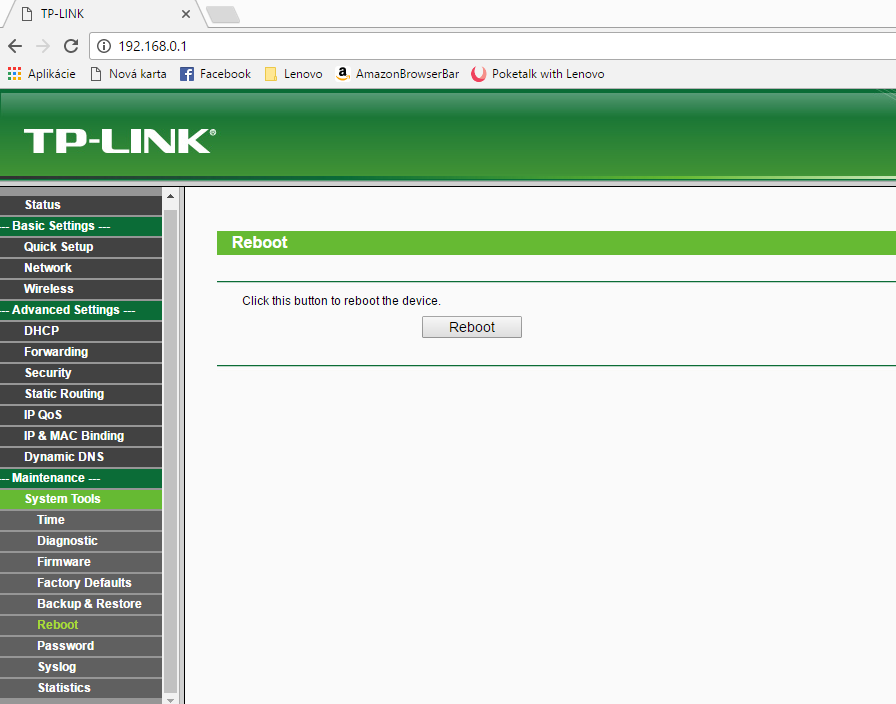 TP-LINK
192.168.0.1
Aplikácie Nová karta Facebook Lenovo AmazonBrowserBar Poketalk with Lenovo
TP-LINK®
Status
--- Basic Settings ---
Quick Setup
Network
Wireless
--- Advanced Settings ---
DHCP
Forwarding
Security
Static Routing
IP QoS
IP & MAC Binding
Dynamic DNS
--- Maintenance ---
System Tools
Time
Diagnostic
Firmware
Factory Defaults
Backup & Restore
Reboot
Password
Syslog
Statistics
Reboot
Click this button to reboot the device.
Reboot